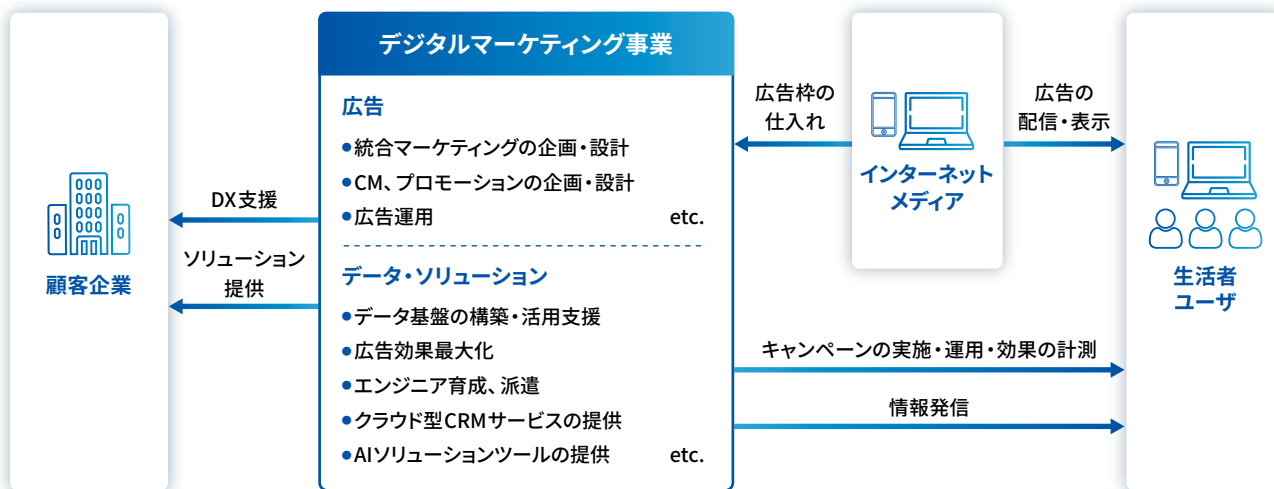 デジタルマーケティング事業
広告
●統合マーケティングの企画・設計
●CM、プロモーションの企画・設計
●広告運用 etc.
データ・ソリューション
●データ基盤の構築・活用支援
●広告効果最大化
●エンジニア育成、派遣
●クラウド型CRMサービスの提供
●AIソリューションツールの提供 etc.
DX支援
ソリューション
提供
顧客企業
広告枠の
仕入れ
インターネット
メディア
広告の
配信・表示
生活者
ユーザ
キャンペーンの実施・運用・効果の計測
情報発信